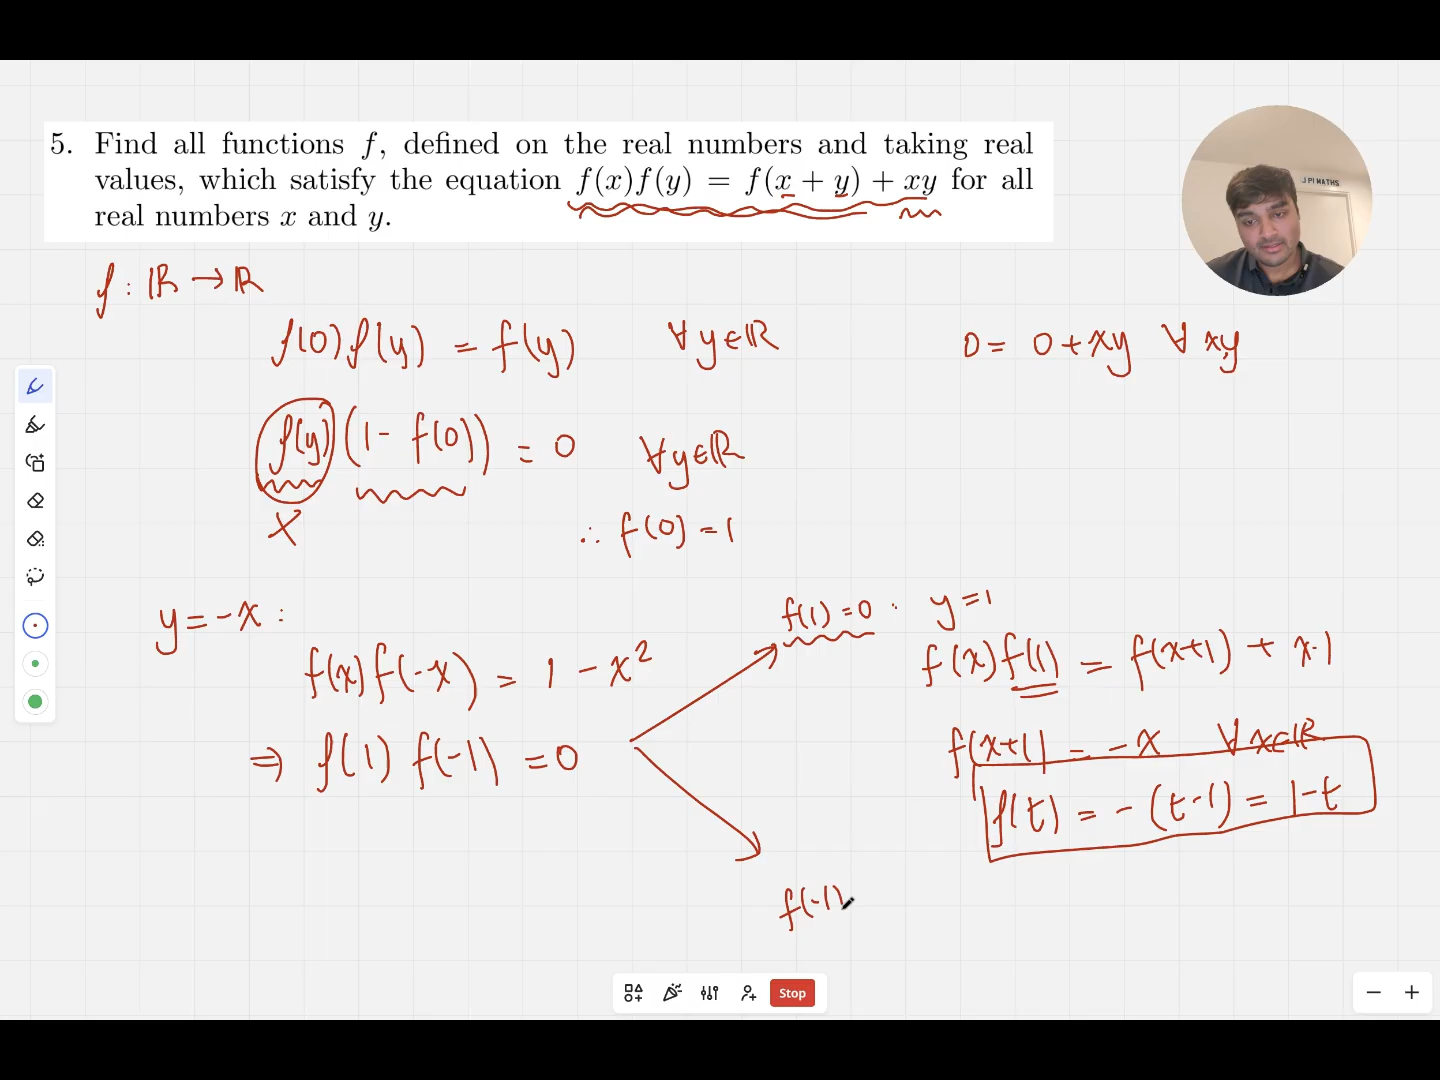 5. Find all functions f, defined on the real numbers and taking real
values, which satisfy the equation f(x)f(y) = f(x + y) + xy for all
real numbers x and y.
J PI MATHS
f : ℝ → ℝ
f(0)f(y) = f(y) ∀ y∈ℝ
0 = 0 + xy ∀ x,y
f(y)(1 - f(0)) = 0 ∀y∈ℝ
X
∴ f(0) = 1
y = -x :
f(x)f(-x) = 1 - x²
⇒ f(1) f(-1) = 0
f(1) = 0 : y = 1
f(x)f(1) = f(x+1) + x·1
f(x+1) = -x ∀ x∈ℝ
f(t) = -(t-1) = 1-t
f(-1)
Stop